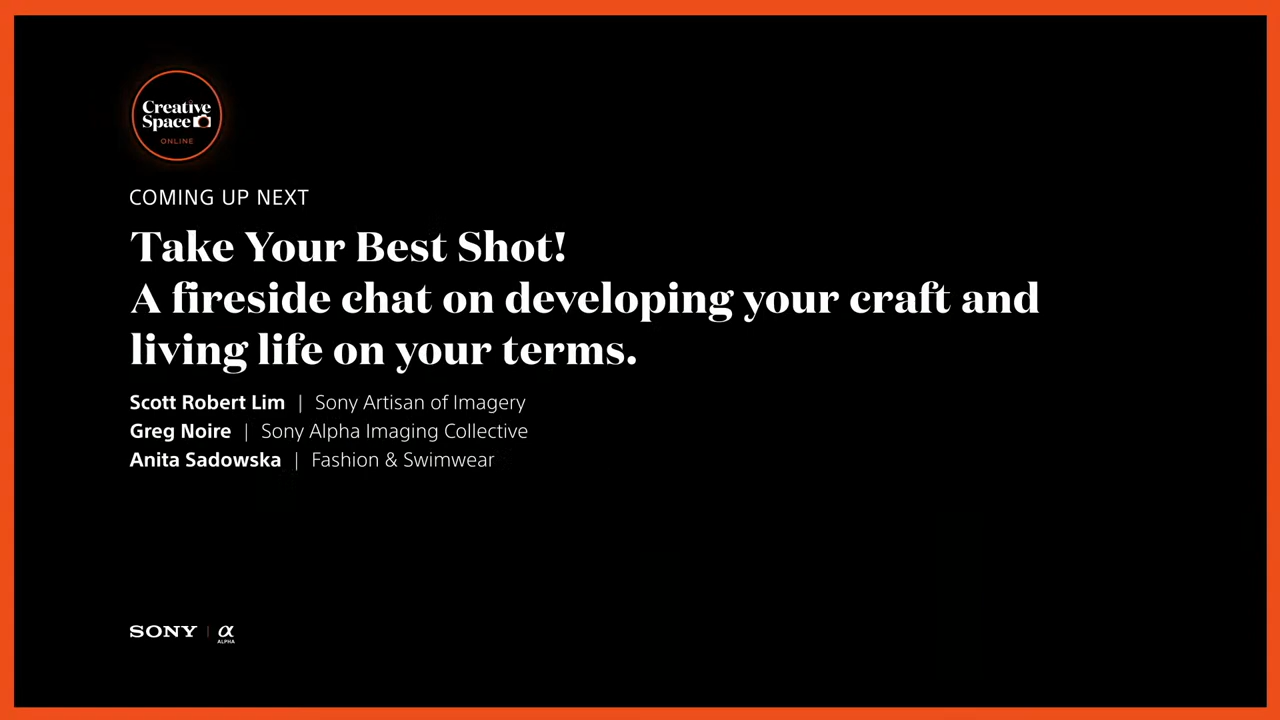 Creative
Space
ONLINE
COMING UP NEXT
Take Your Best Shot!
A fireside chat on developing your craft and
living life on your terms.
Scott Robert Lim | Sony Artisan of Imagery
Greg Noire | Sony Alpha Imaging Collective
Anita Sadowska | Fashion & Swimwear
SONY | α
ALPHA